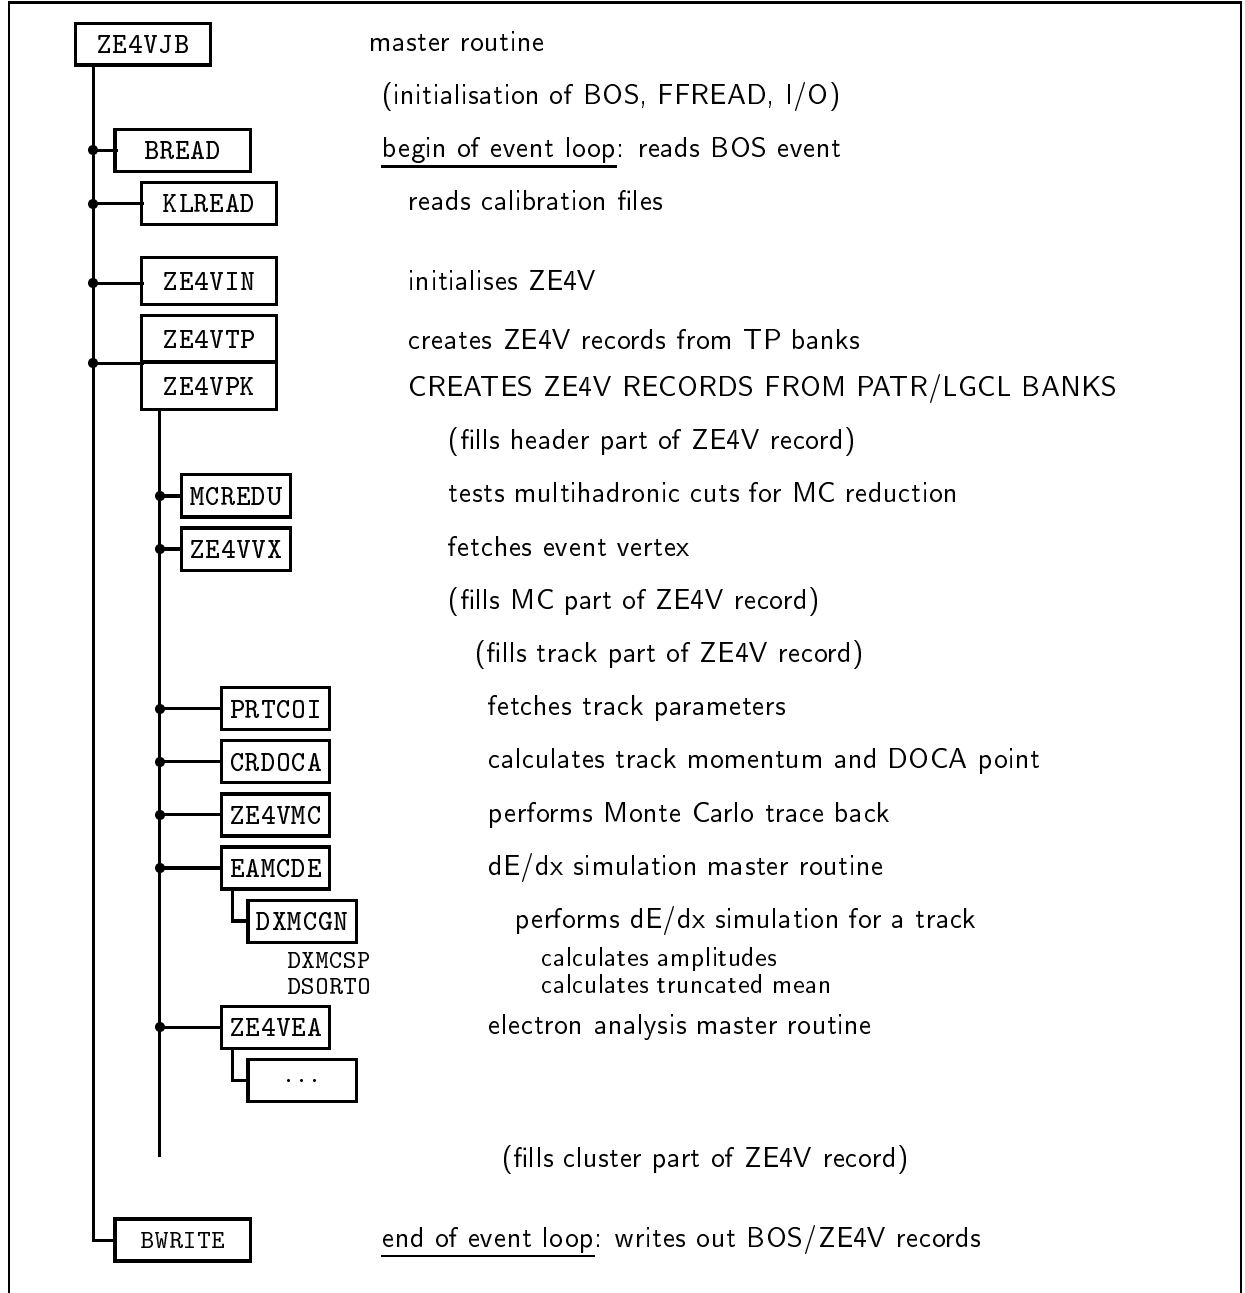 ZE4VJB master routine
(initialisation of BOS, FFREAD, I/O)
BREAD begin of event loop: reads BOS event
KLREAD reads calibration files
ZE4VIN initialises ZE4V
ZE4VTP creates ZE4V records from TP banks
ZE4VPK CREATES ZE4V RECORDS FROM PATR/LGCL BANKS
(fills header part of ZE4V record)
MCREDU tests multihadronic cuts for MC reduction
ZE4VVX fetches event vertex
(fills MC part of ZE4V record)
(fills track part of ZE4V record)
PRTCOI fetches track parameters
CRDOCA calculates track momentum and DOCA point
ZE4VMC performs Monte Carlo trace back
EAMCDE dE/dx simulation master routine
DXMCGN performs dE/dx simulation for a track
DXMCSP calculates amplitudes
DSORTO calculates truncated mean
ZE4VEA electron analysis master routine
...
(fills cluster part of ZE4V record)
BWRITE end of event loop: writes out BOS/ZE4V records